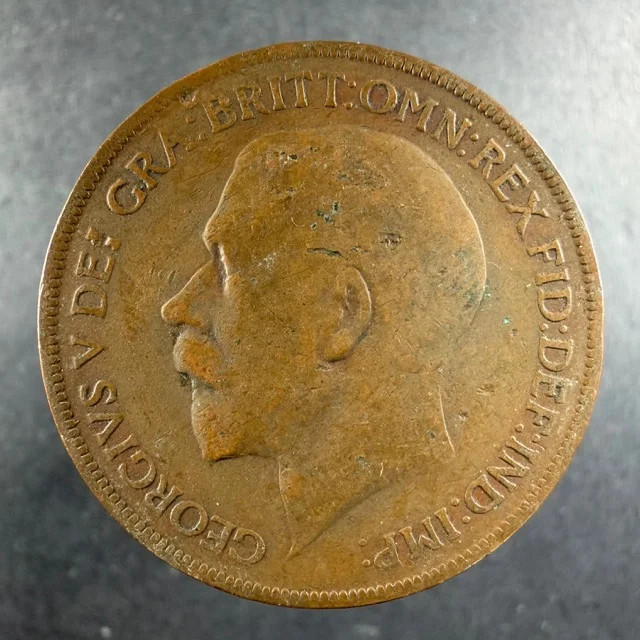 GEORGIVS V DEI GRA: BRITT: OMN: REX FID: DEF: IND: IMP: